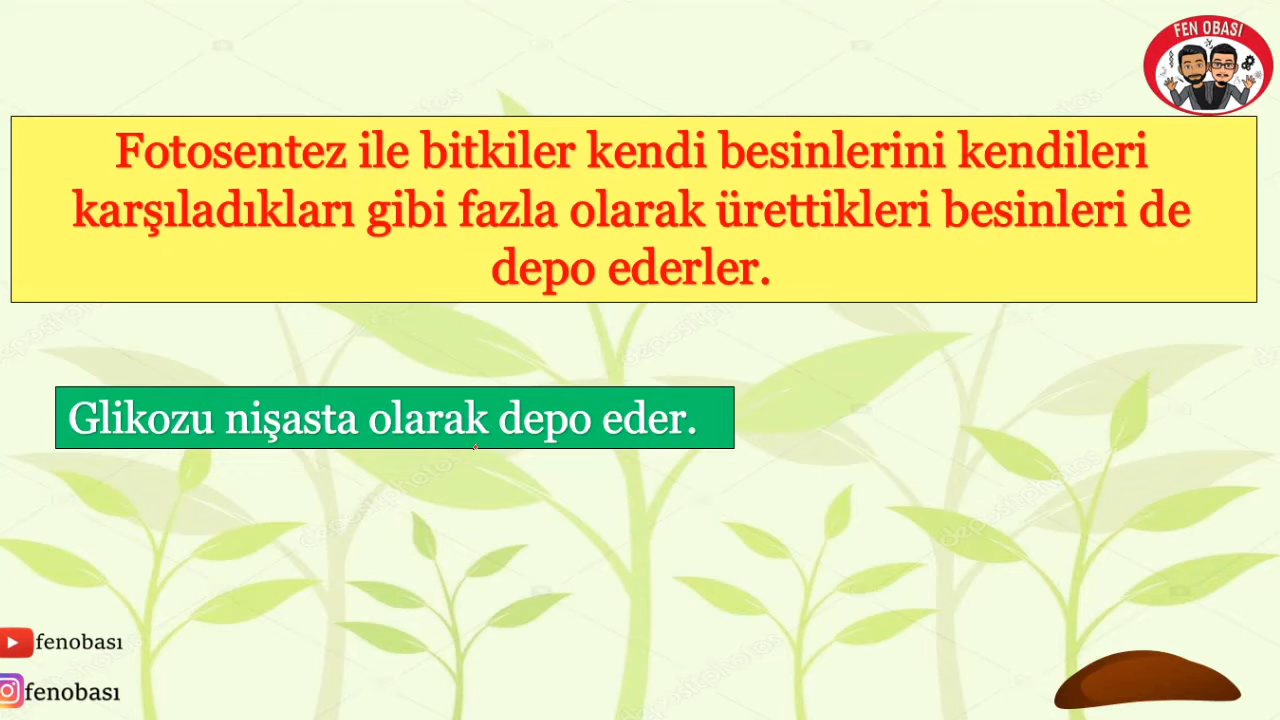 FEN OBASI
Fotosentez ile bitkiler kendi besinlerini kendileri
karşıladıkları gibi fazla olarak ürettikleri besinleri de
depo ederler.
Glikozu nişasta olarak depo eder.
fenobası
fenobası